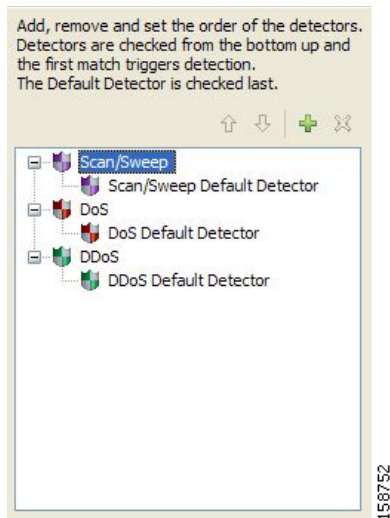 Add, remove and set the order of the detectors.
Detectors are checked from the bottom up and
the first match triggers detection.
The Default Detector is checked last.
Scan/Sweep
Scan/Sweep Default Detector
DoS
DoS Default Detector
DDoS
DDoS Default Detector
158752